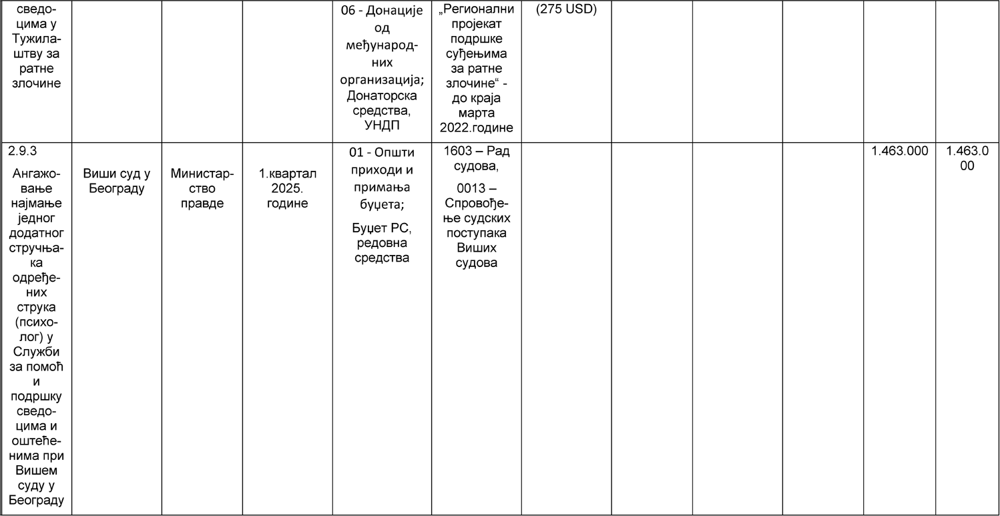 сведо-
цима у
Тужила-
штву за
ратне
злочине
06 - Донације
од
међународ-
них
организација;
Донаторска
средства,
УНДП
„Регионални
пројекат
подршке
суђењима
за ратне
злочине“ -
до краја
марта
2022.године
(275 USD)
2.9.3
Ангажо-
вање
најмање
једног
додатног
стручња-
ка
одређе-
них
струка
(психо-
лог) у
Служби
за помоћ
и
подршку
сведо-
цима и
оштеће-
нима при
Вишем
суду у
Београду
Виши суд у
Београду
Министар-
ство
правде
1.квартал
2025.
године
01 - Општи
приходи и
примања
буџета;
Буџет РС,
редовна
средства
1603 – Рад
судова,
0013 –
Спровође-
ње судских
поступака
Виших
судова
1.463.000
1.463.0
00